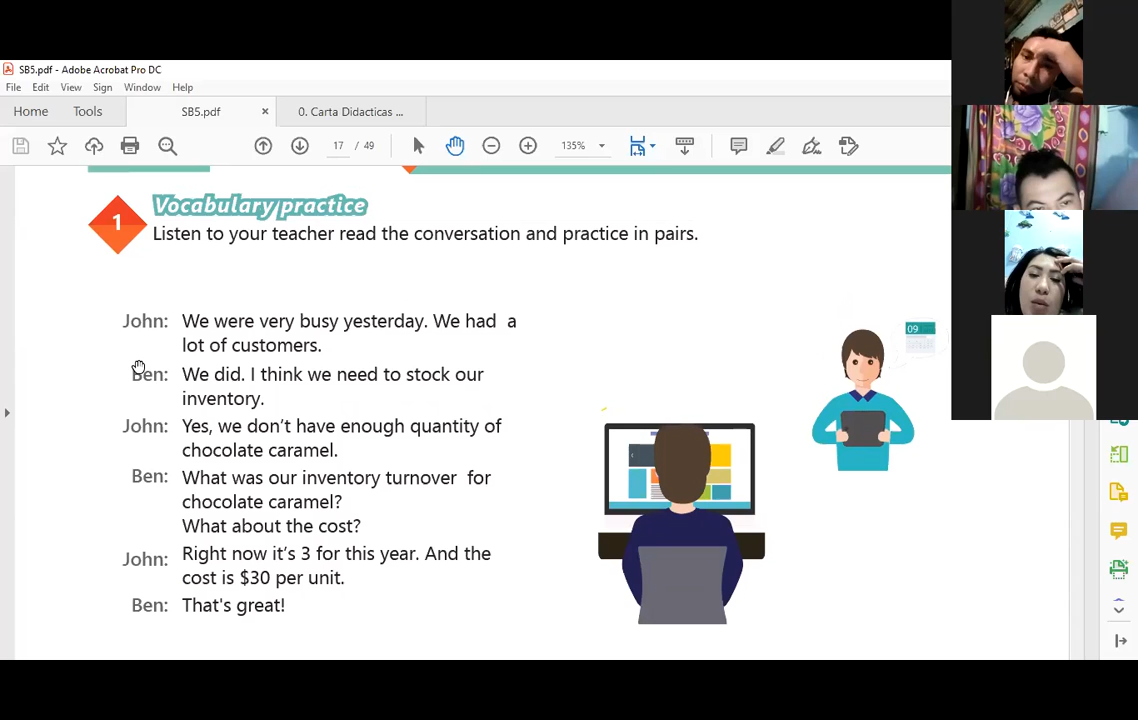 SB5.pdf - Adobe Acrobat Pro DC
File Edit View Window Help
Home Tools SB5.pdf × 0. Carta Didacticas ...
17 / 49 135%
1 Vocabulary practice
Listen to your teacher read the conversation and practice in pairs.
09
John: We were very busy yesterday. We had a
lot of customers.
Ben: We did. I think we need to stock our
inventory.
John: Yes, we don't have enough quantity of
chocolate caramel.
Ben: What was our inventory turnover for
chocolate caramel?
What about the cost?
John: Right now it's 3 for this year. And the
cost is $30 per unit.
Ben: That's great!